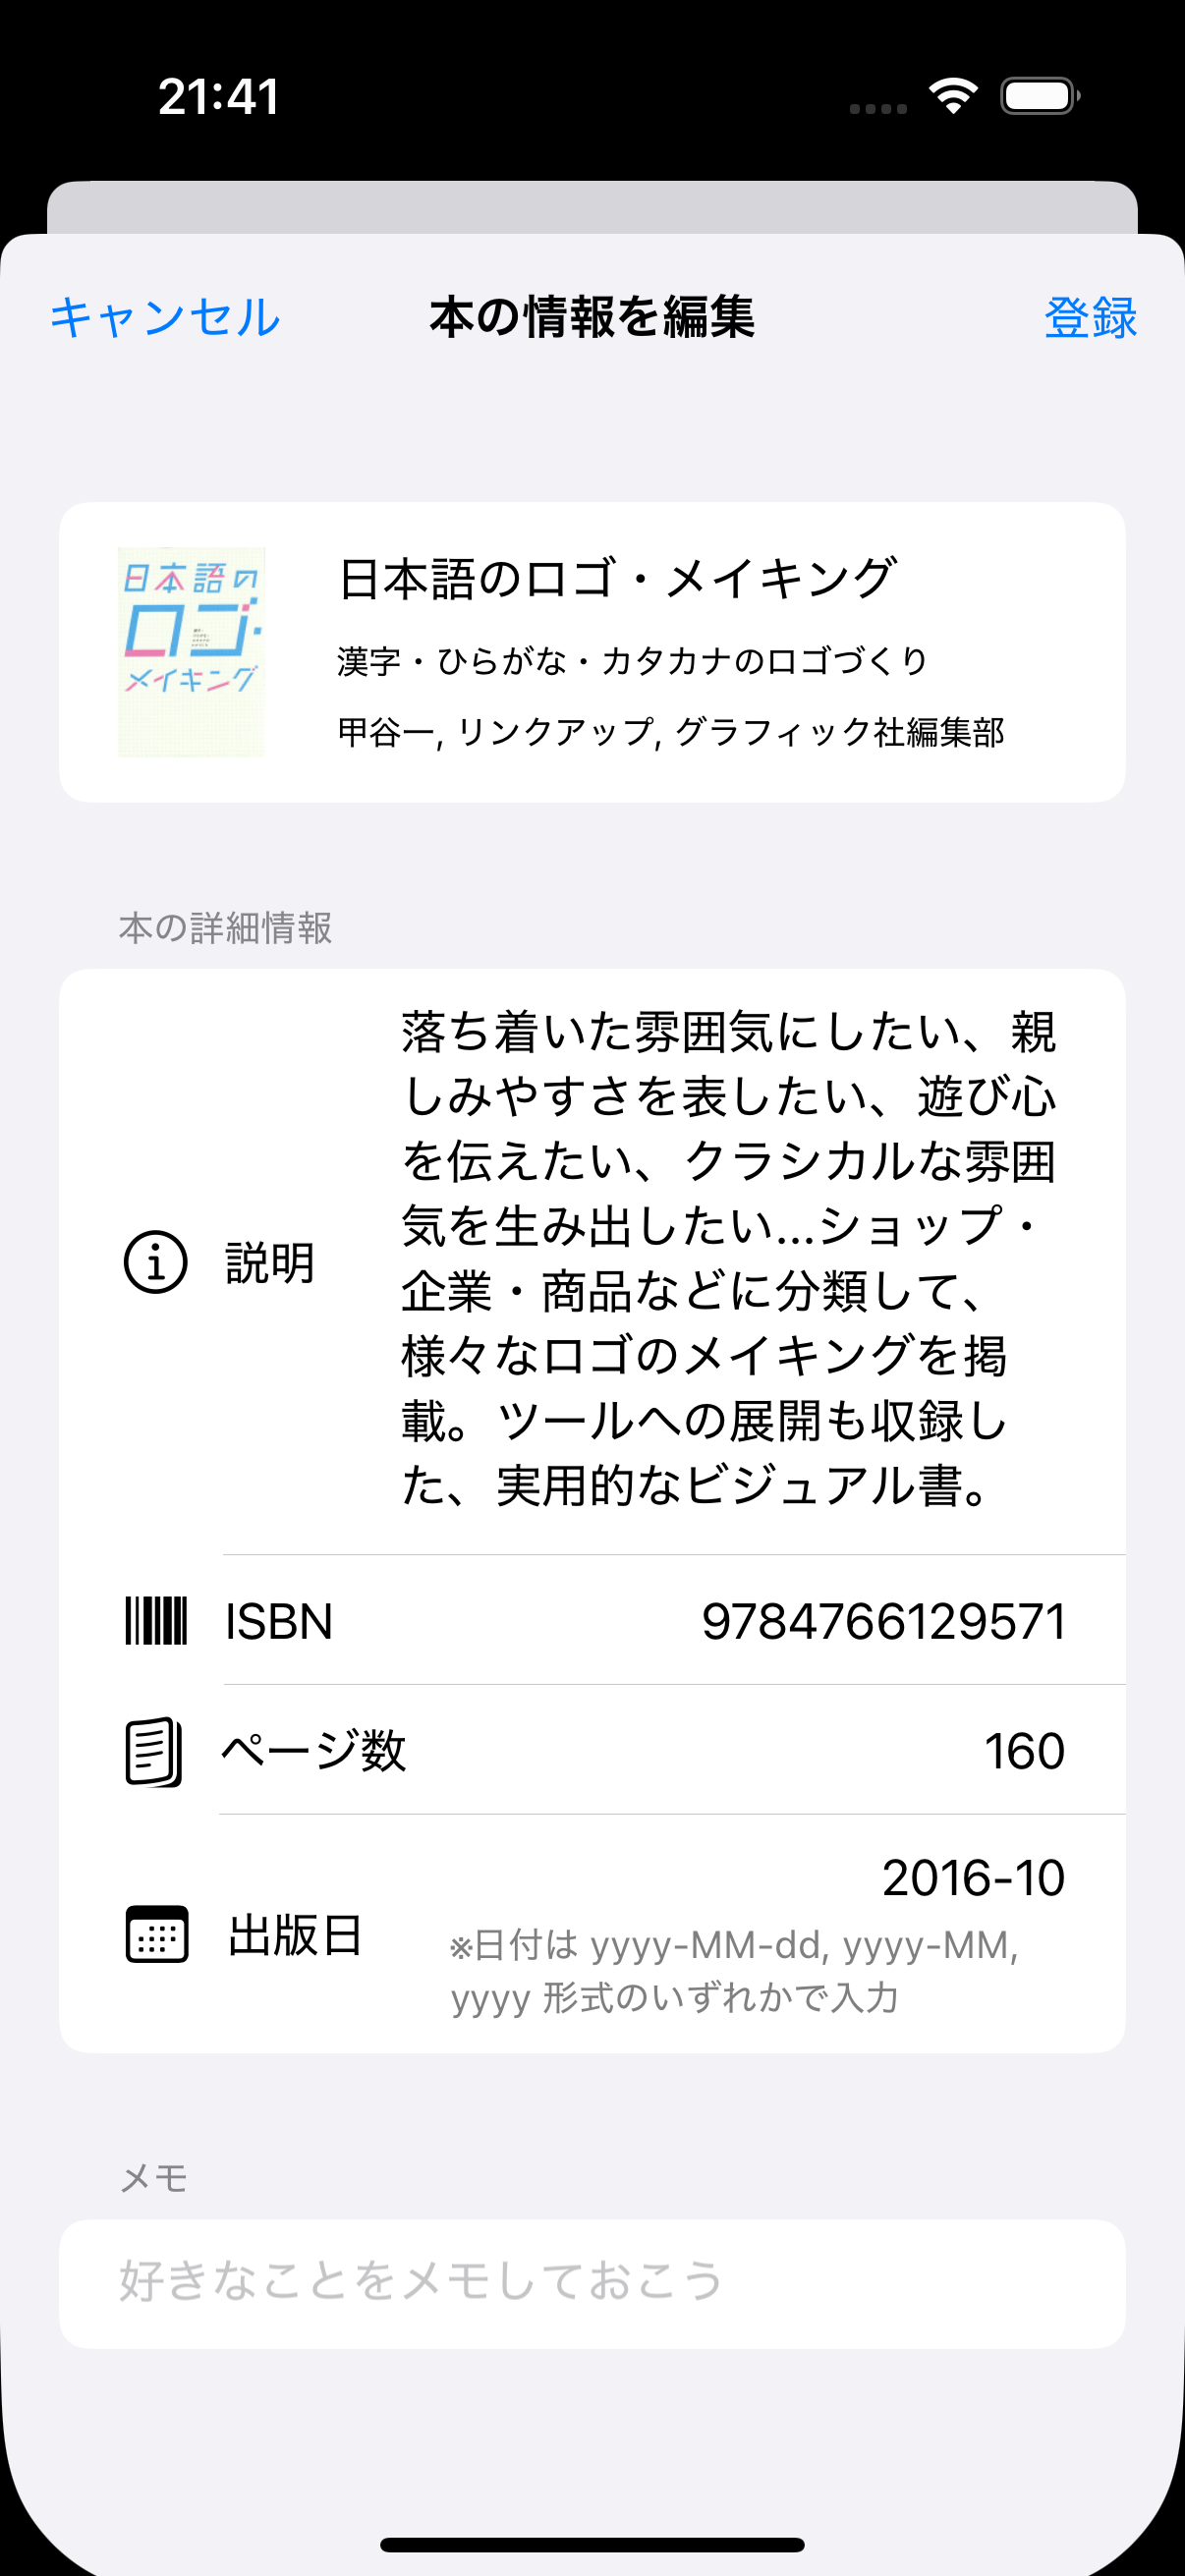 21:41
キャンセル
本の情報を編集
登録
日本語の
ロゴ・
メイキング
日本語のロゴ・メイキング
漢字・ひらがな・カタカナのロゴづくり
甲谷一, リンクアップ, グラフィック社編集部
本の詳細情報
説明
落ち着いた雰囲気にしたい、親
しみやすさを表したい、遊び心
を伝えたい、クラシカルな雰囲
気を生み出したい…ショップ・
企業・商品などに分類して、
様々なロゴのメイキングを掲
載。ツールへの展開も収録し
た、実用的なビジュアル書。
ISBN
9784766129571
ページ数
160
出版日
2016-10
※日付は yyyy-MM-dd, yyyy-MM,
yyyy 形式のいずれかで入力
メモ
好きなことをメモしておこう